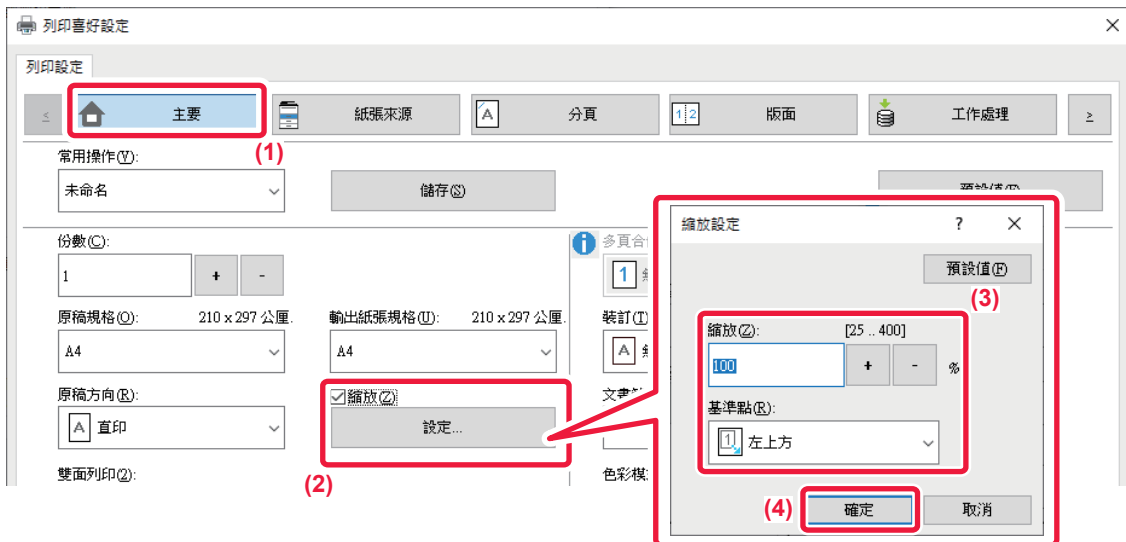 列印喜好設定
列印設定
≤ 主要 紙張來源 分頁 版面 工作處理 ≥
(1)
常用操作(V):
未命名 儲存(S)
份數(C):
1 + -
原稿規格(O): 210 x 297 公厘.
A4
輸出紙張規格(U): 210 x 297 公厘.
A4
原稿方向(R):
直印
縮放(Z)
設定...
(2)
雙面列印(2):
多頁合
裝訂(T)
色彩模
縮放設定 ? ×
預設值(F)
(3)
縮放(Z): [25 .. 400]
100 + - %
基準點(R):
左上方
(4) 確定 取消